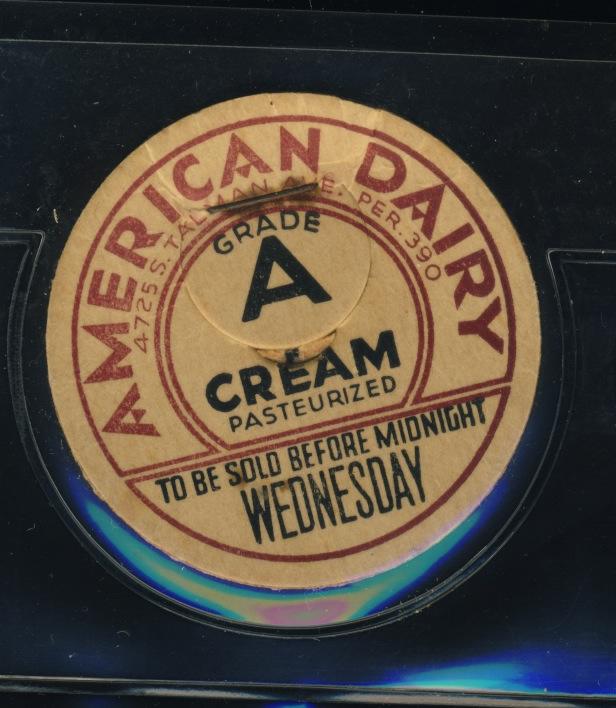 AMERICAN DAIRY
4725 S. TALMAN AVE. PER. 390
GRADE
A
CREAM
PASTEURIZED
TO BE SOLD BEFORE MIDNIGHT
WEDNESDAY